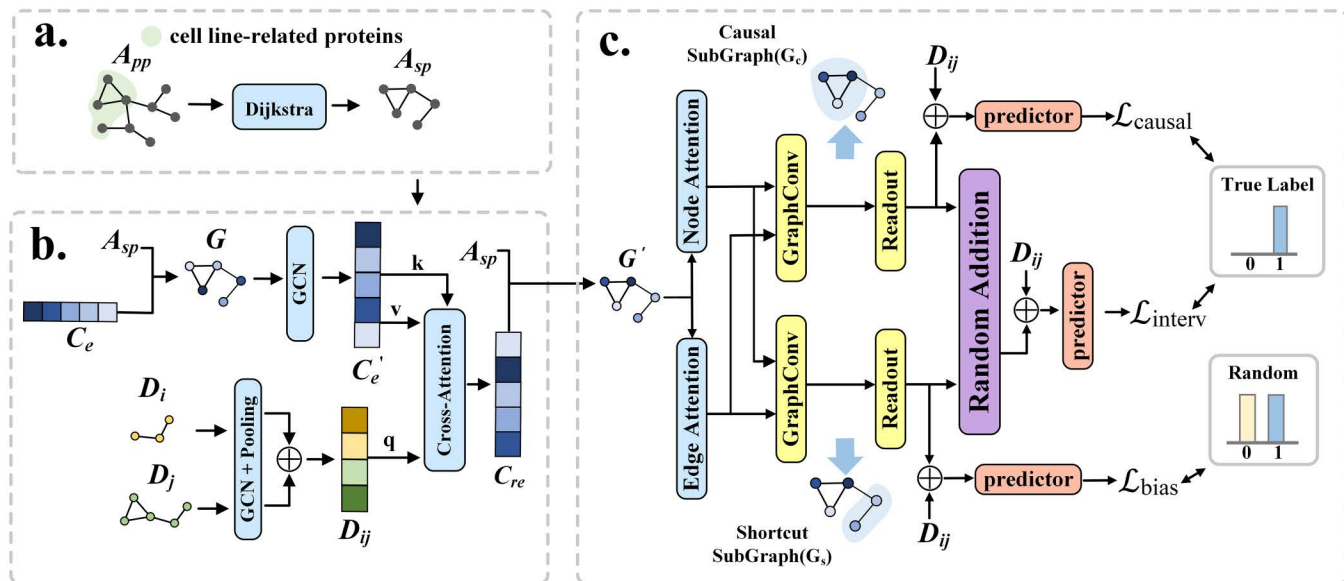 a.
cell line-related proteins
A_pp
Dijkstra
A_sp
b.
A_sp
C_e
G
GCN
C_e'
k
v
q
Cross-Attention
A_sp
C_re
D_i
D_j
GCN + Pooling
D_ij
c.
G'
Node Attention
Edge Attention
Causal
SubGraph(G_c)
GraphConv
Readout
GraphConv
Readout
Shortcut
SubGraph(G_s)
Random Addition
D_ij
predictor
ℒ_causal
D_ij
predictor
ℒ_interv
D_ij
predictor
ℒ_bias
True Label
0 1
Random
0 1